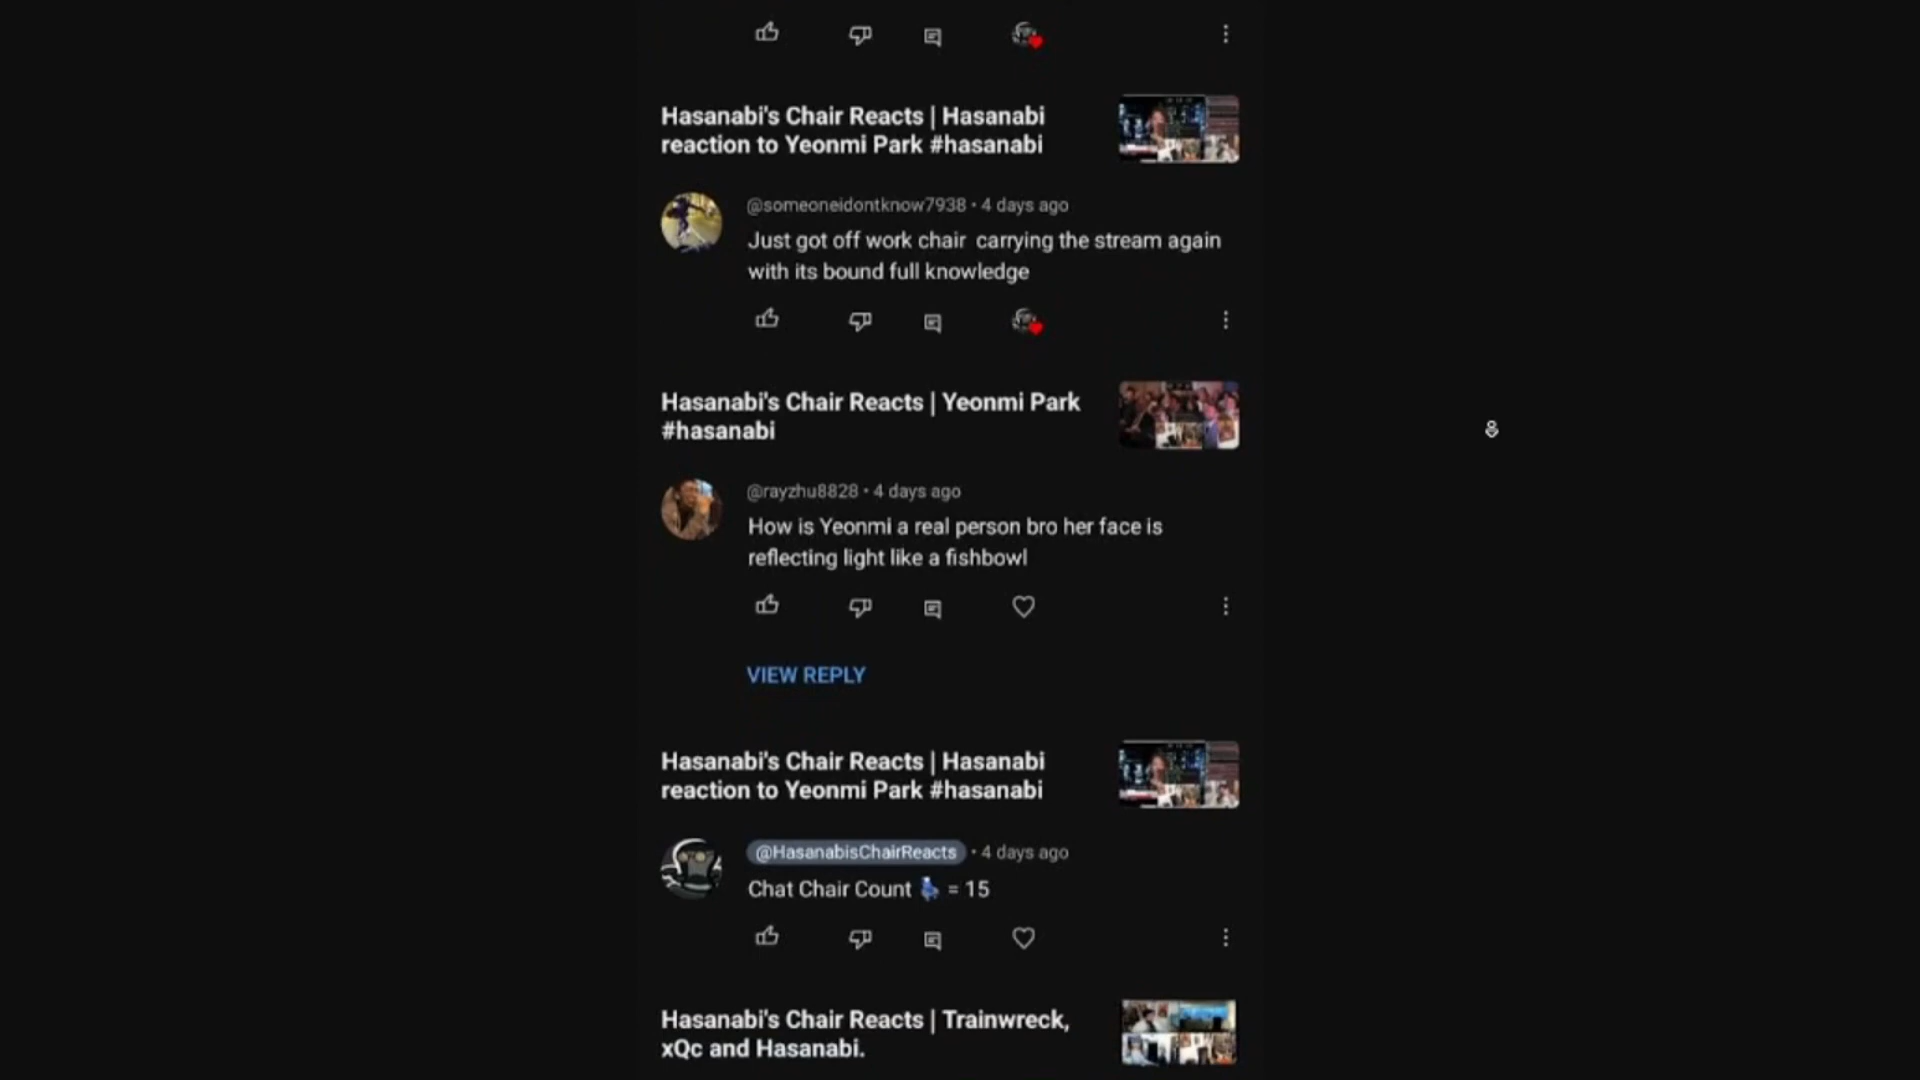 Hasanabi's Chair Reacts | Hasanabi
reaction to Yeonmi Park #hasanabi
@someoneidontknow7938 • 4 days ago
Just got off work chair  carrying the stream again
with its bound full knowledge
Hasanabi's Chair Reacts | Yeonmi Park
#hasanabi
@rayzhu8828 • 4 days ago
How is Yeonmi a real person bro her face is
reflecting light like a fishbowl
VIEW REPLY
Hasanabi's Chair Reacts | Hasanabi
reaction to Yeonmi Park #hasanabi
@HasanabisChairReacts • 4 days ago
Chat Chair Count = 15
Hasanabi's Chair Reacts | Trainwreck,
xQc and Hasanabi.